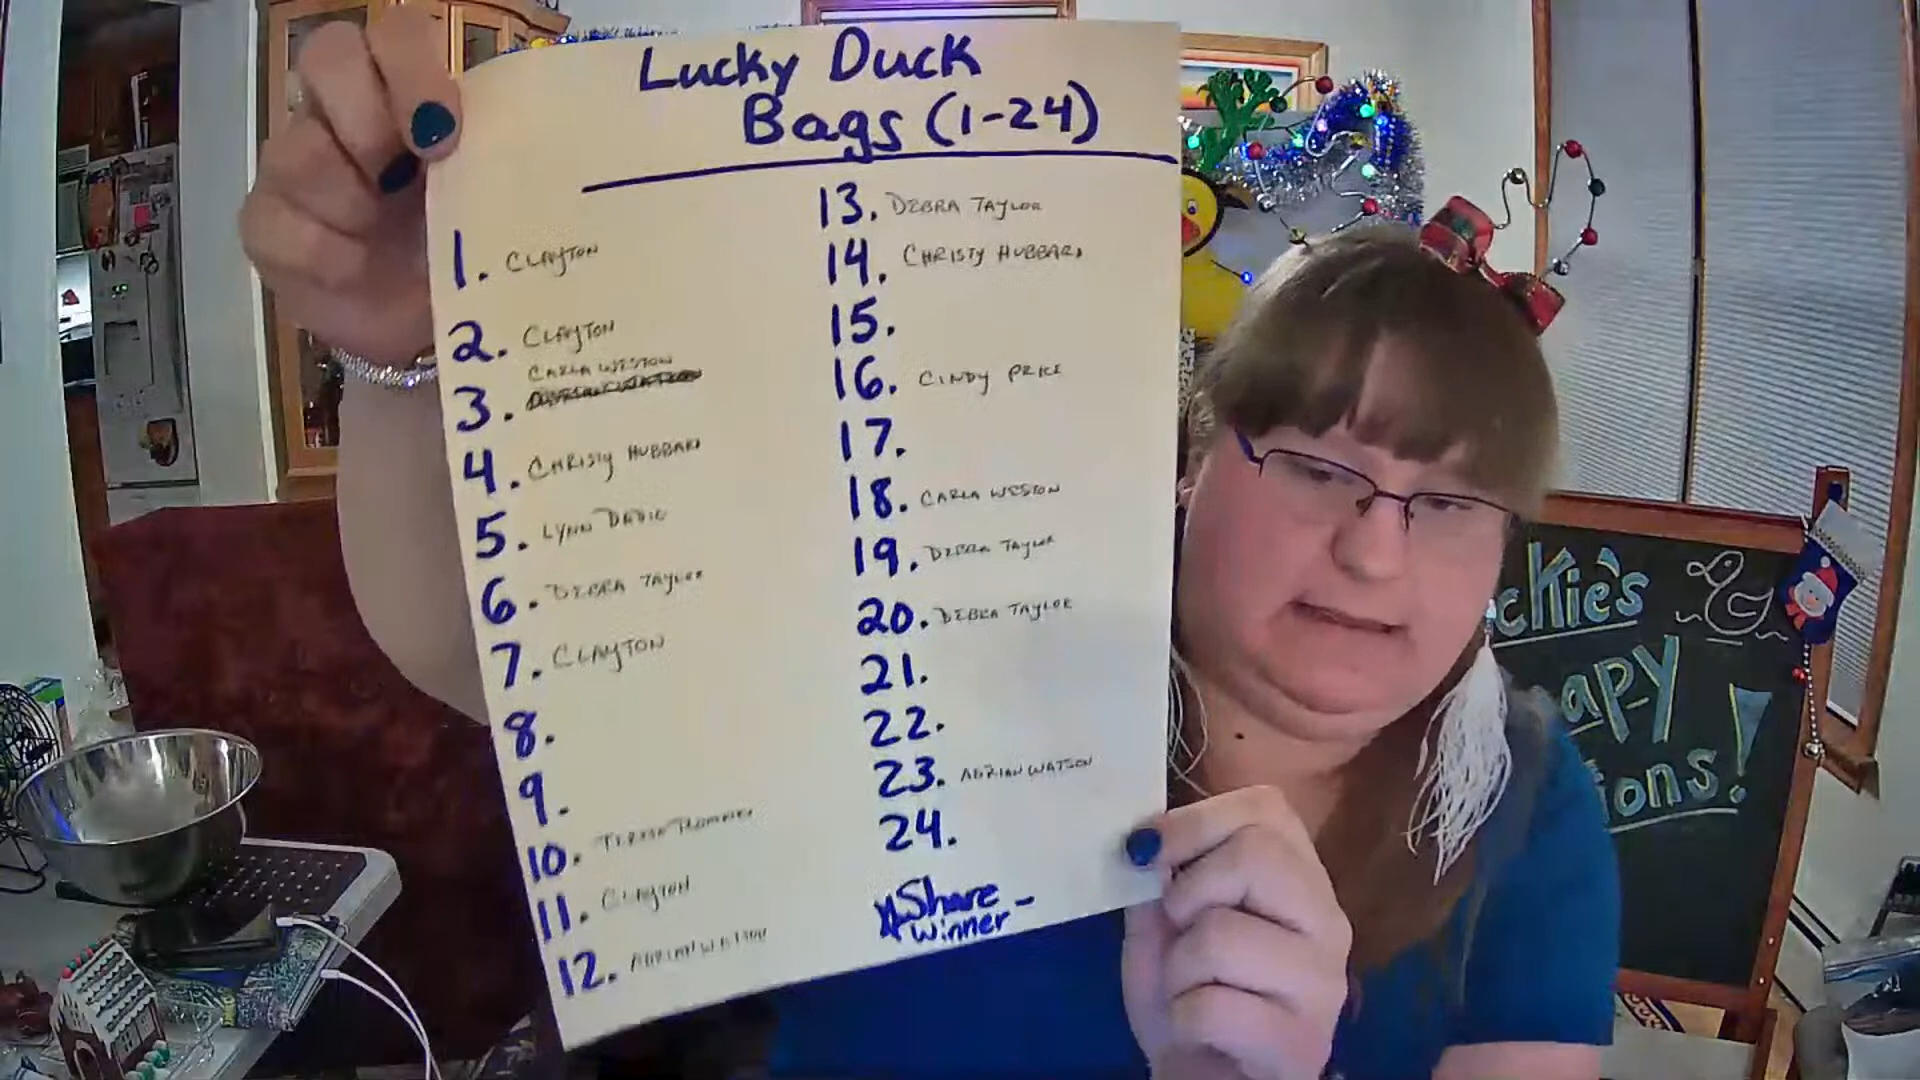 Lucky Duck
Bags (1-24)
1. CLAYTON
2. CLAYTON
3. CARLA WESTON
4. CHRISTY HUBBARD
5. LYNN
6. DEBRA TAYLOR
7. CLAYTON
8.
9.
10.
11. CLAYTON
12. ADRIAN WATSON
13. DEBRA TAYLOR
14. CHRISTY HUBBARD
15.
16. CINDY PRICE
17.
18. CARLA WESTON
19. DEBRA TAYLOR
20. DEBRA TAYLOR
21.
22.
23. ADRIAN WATSON
24.
Share -
Winner
ckie's
apy
ions!